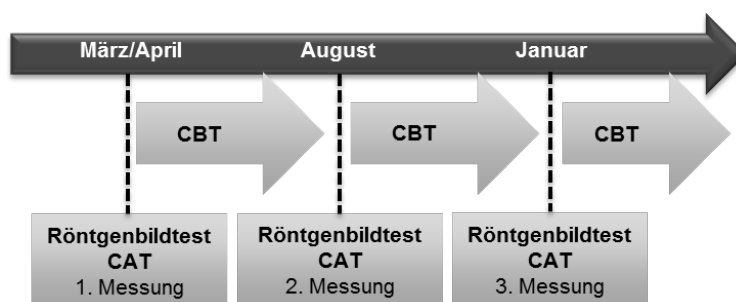 März/April
August
Januar
CBT
CBT
CBT
Röntgenbildtest
CAT
1. Messung
Röntgenbildtest
CAT
2. Messung
Röntgenbildtest
CAT
3. Messung